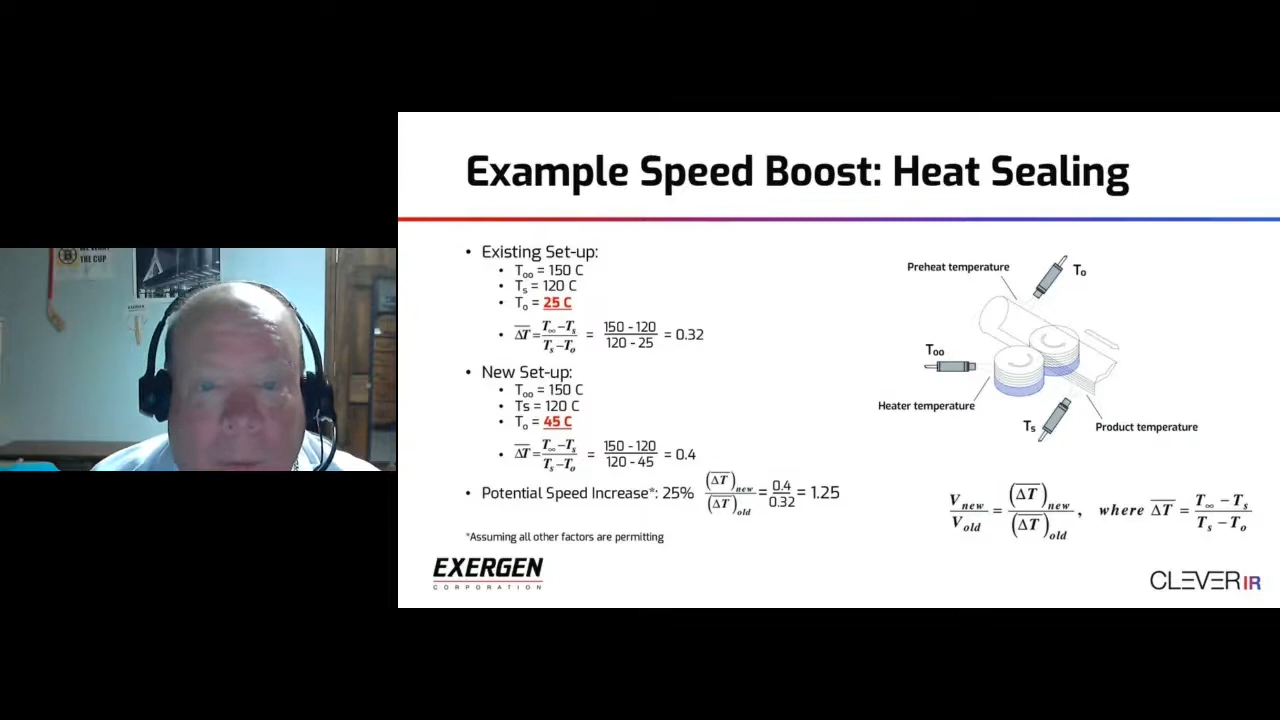 THE CUP
Example Speed Boost: Heat Sealing
• Existing Set-up:
• T∞ = 150 C
• Ts = 120 C
• To = 25 C
• ΔT = (T∞ − Ts)/(Ts − To) = (150 - 120)/(120 - 25) = 0.32
• New Set-up:
• T∞ = 150 C
• Ts = 120 C
• To = 45 C
• ΔT = (T∞ − Ts)/(Ts − To) = (150 - 120)/(120 - 45) = 0.4
• Potential Speed Increase*: 25% (ΔT)new/(ΔT)old = 0.4/0.32 = 1.25
*Assuming all other factors are permitting
Preheat temperature
To
Too
Heater temperature
Ts
Product temperature
Vnew/Vold = (ΔT)new/(ΔT)old, where ΔT = (T∞ − Ts)/(Ts − To)
EXERGEN
CORPORATION
CLEVERIR